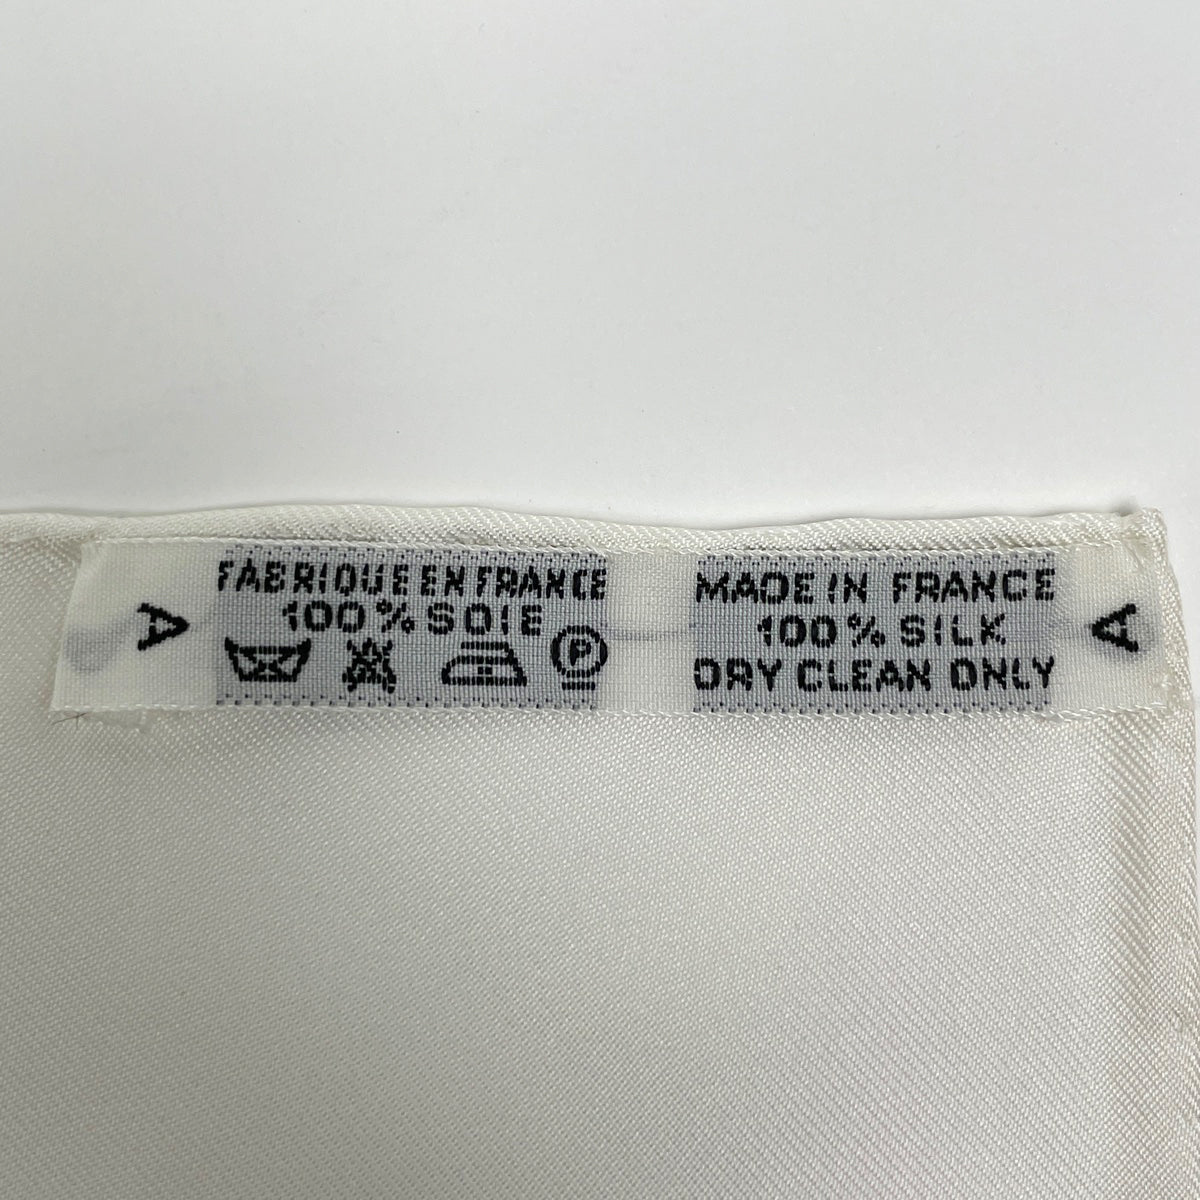 A
FABRIQUE EN FRANCE
100% SOIE
P
MADE IN FRANCE
100% SILK
DRY CLEAN ONLY
A